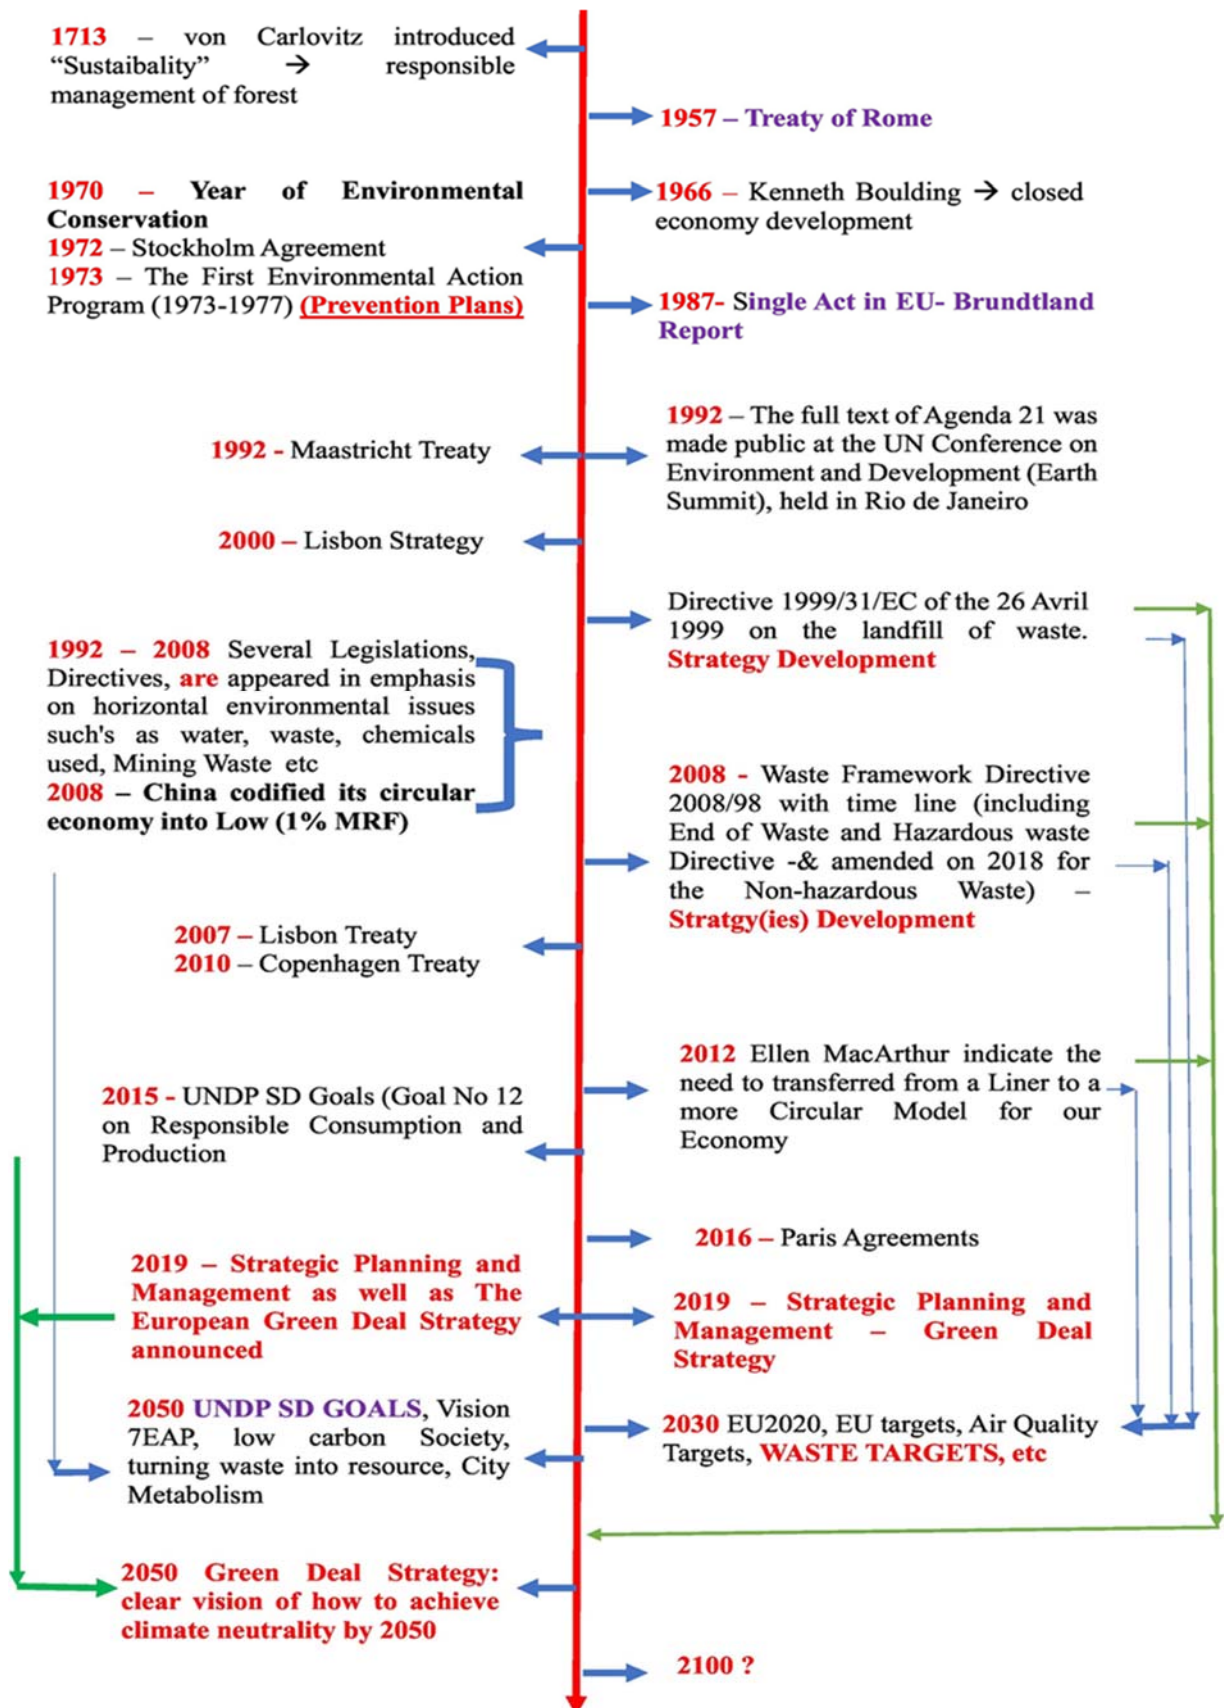 1713 – von Carlovitz introduced
“Sustaibality” → responsible
management of forest
1957 – Treaty of Rome
1970 – Year of Environmental
Conservation
1972 – Stockholm Agreement
1973 – The First Environmental Action
Program (1973-1977) (Prevention Plans)
1966 – Kenneth Boulding → closed
economy development
1987- Single Act in EU- Brundtland
Report
1992 - Maastricht Treaty
1992 – The full text of Agenda 21 was
made public at the UN Conference on
Environment and Development (Earth
Summit), held in Rio de Janeiro
2000 – Lisbon Strategy
Directive 1999/31/EC of the 26 Avril
1999 on the landfill of waste.
Strategy Development
1992 – 2008 Several Legislations,
Directives, are appeared in emphasis
on horizontal environmental issues
such's as water, waste, chemicals
used, Mining Waste etc
2008 – China codified its circular
economy into Low (1% MRF)
2008 - Waste Framework Directive
2008/98 with time line (including
End of Waste and Hazardous waste
Directive -& amended on 2018 for
the Non-hazardous Waste) –
Stratgy(ies) Development
2007 – Lisbon Treaty
2010 – Copenhagen Treaty
2012 Ellen MacArthur indicate the
need to transferred from a Liner to a
more Circular Model for our
Economy
2015 - UNDP SD Goals (Goal No 12
on Responsible Consumption and
Production
2016 – Paris Agreements
2019 – Strategic Planning and
Management as well as The
European Green Deal Strategy
announced
2019 – Strategic Planning and
Management – Green Deal
Strategy
2050 UNDP SD GOALS, Vision
7EAP, low carbon Society,
turning waste into resource, City
Metabolism
2030 EU2020, EU targets, Air Quality
Targets, WASTE TARGETS, etc
2050 Green Deal Strategy:
clear vision of how to achieve
climate neutrality by 2050
2100 ?